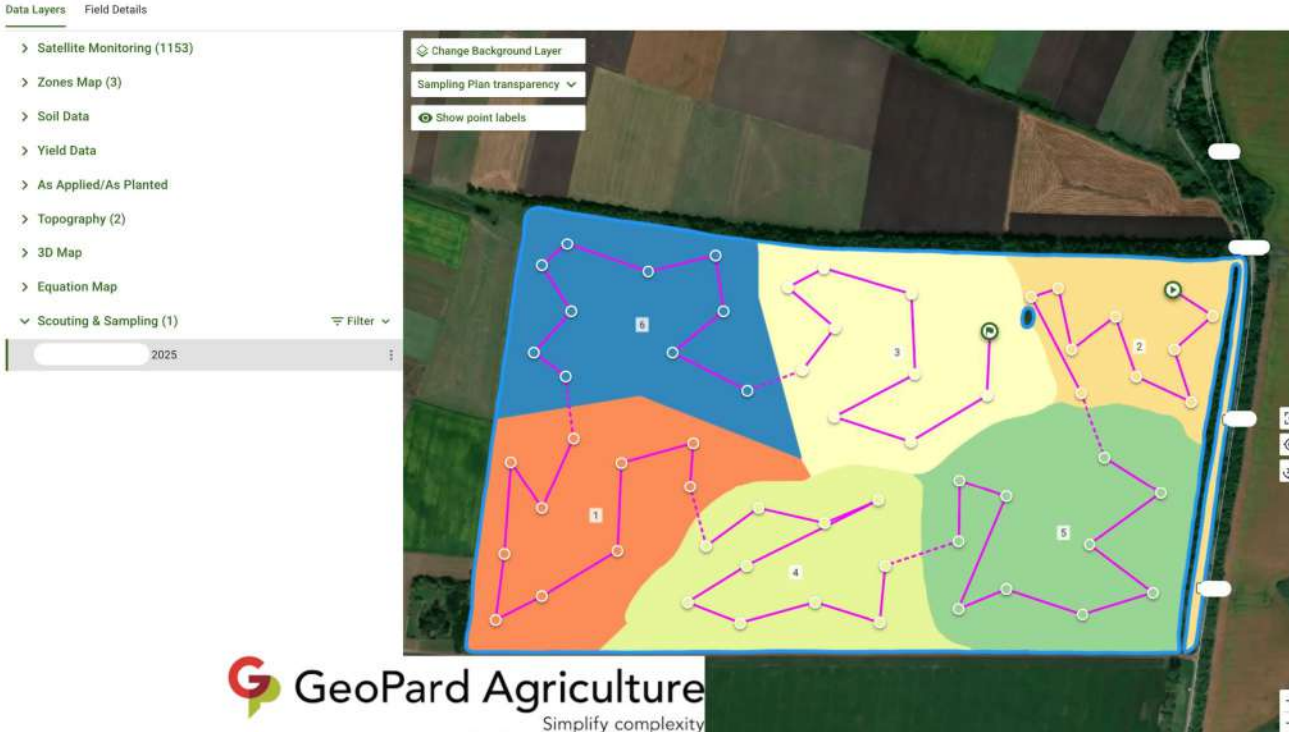 Data Layers Field Details
Satellite Monitoring (1153)
Zones Map (3)
Soil Data
Yield Data
As Applied/As Planted
Topography (2)
3D Map
Equation Map
Scouting & Sampling (1) Filter
2025
Change Background Layer
Sampling Plan transparency
Show point labels
6
3
2
1
5
4
GeoPard Agriculture
Simplify complexity